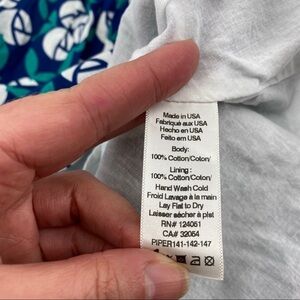 Made in USA
Fabriqué aux USA
Hecho en USA
Feito em USA
Body:
100% Cotton/Coton/
Lining :
100% Cotton/Coton/
Hand Wash Cold
Froid Lavage à la main
Lay Flat to Dry
Laisser sécher à plat
RN# 124051
CA# 32054
PIPER141-142-147